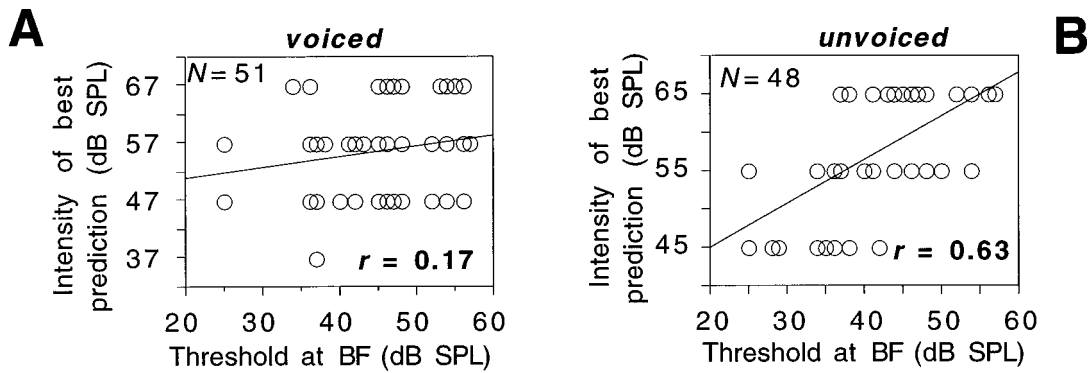 A
voiced
Intensity of best
prediction (dB SPL)
67
57
47
37
N = 51
r = 0.17
20 30 40 50 60
Threshold at BF (dB SPL)
B
unvoiced
Intensity of best
prediction (dB SPL)
65
55
45
N = 48
r = 0.63
20 30 40 50 60
Threshold at BF (dB SPL)